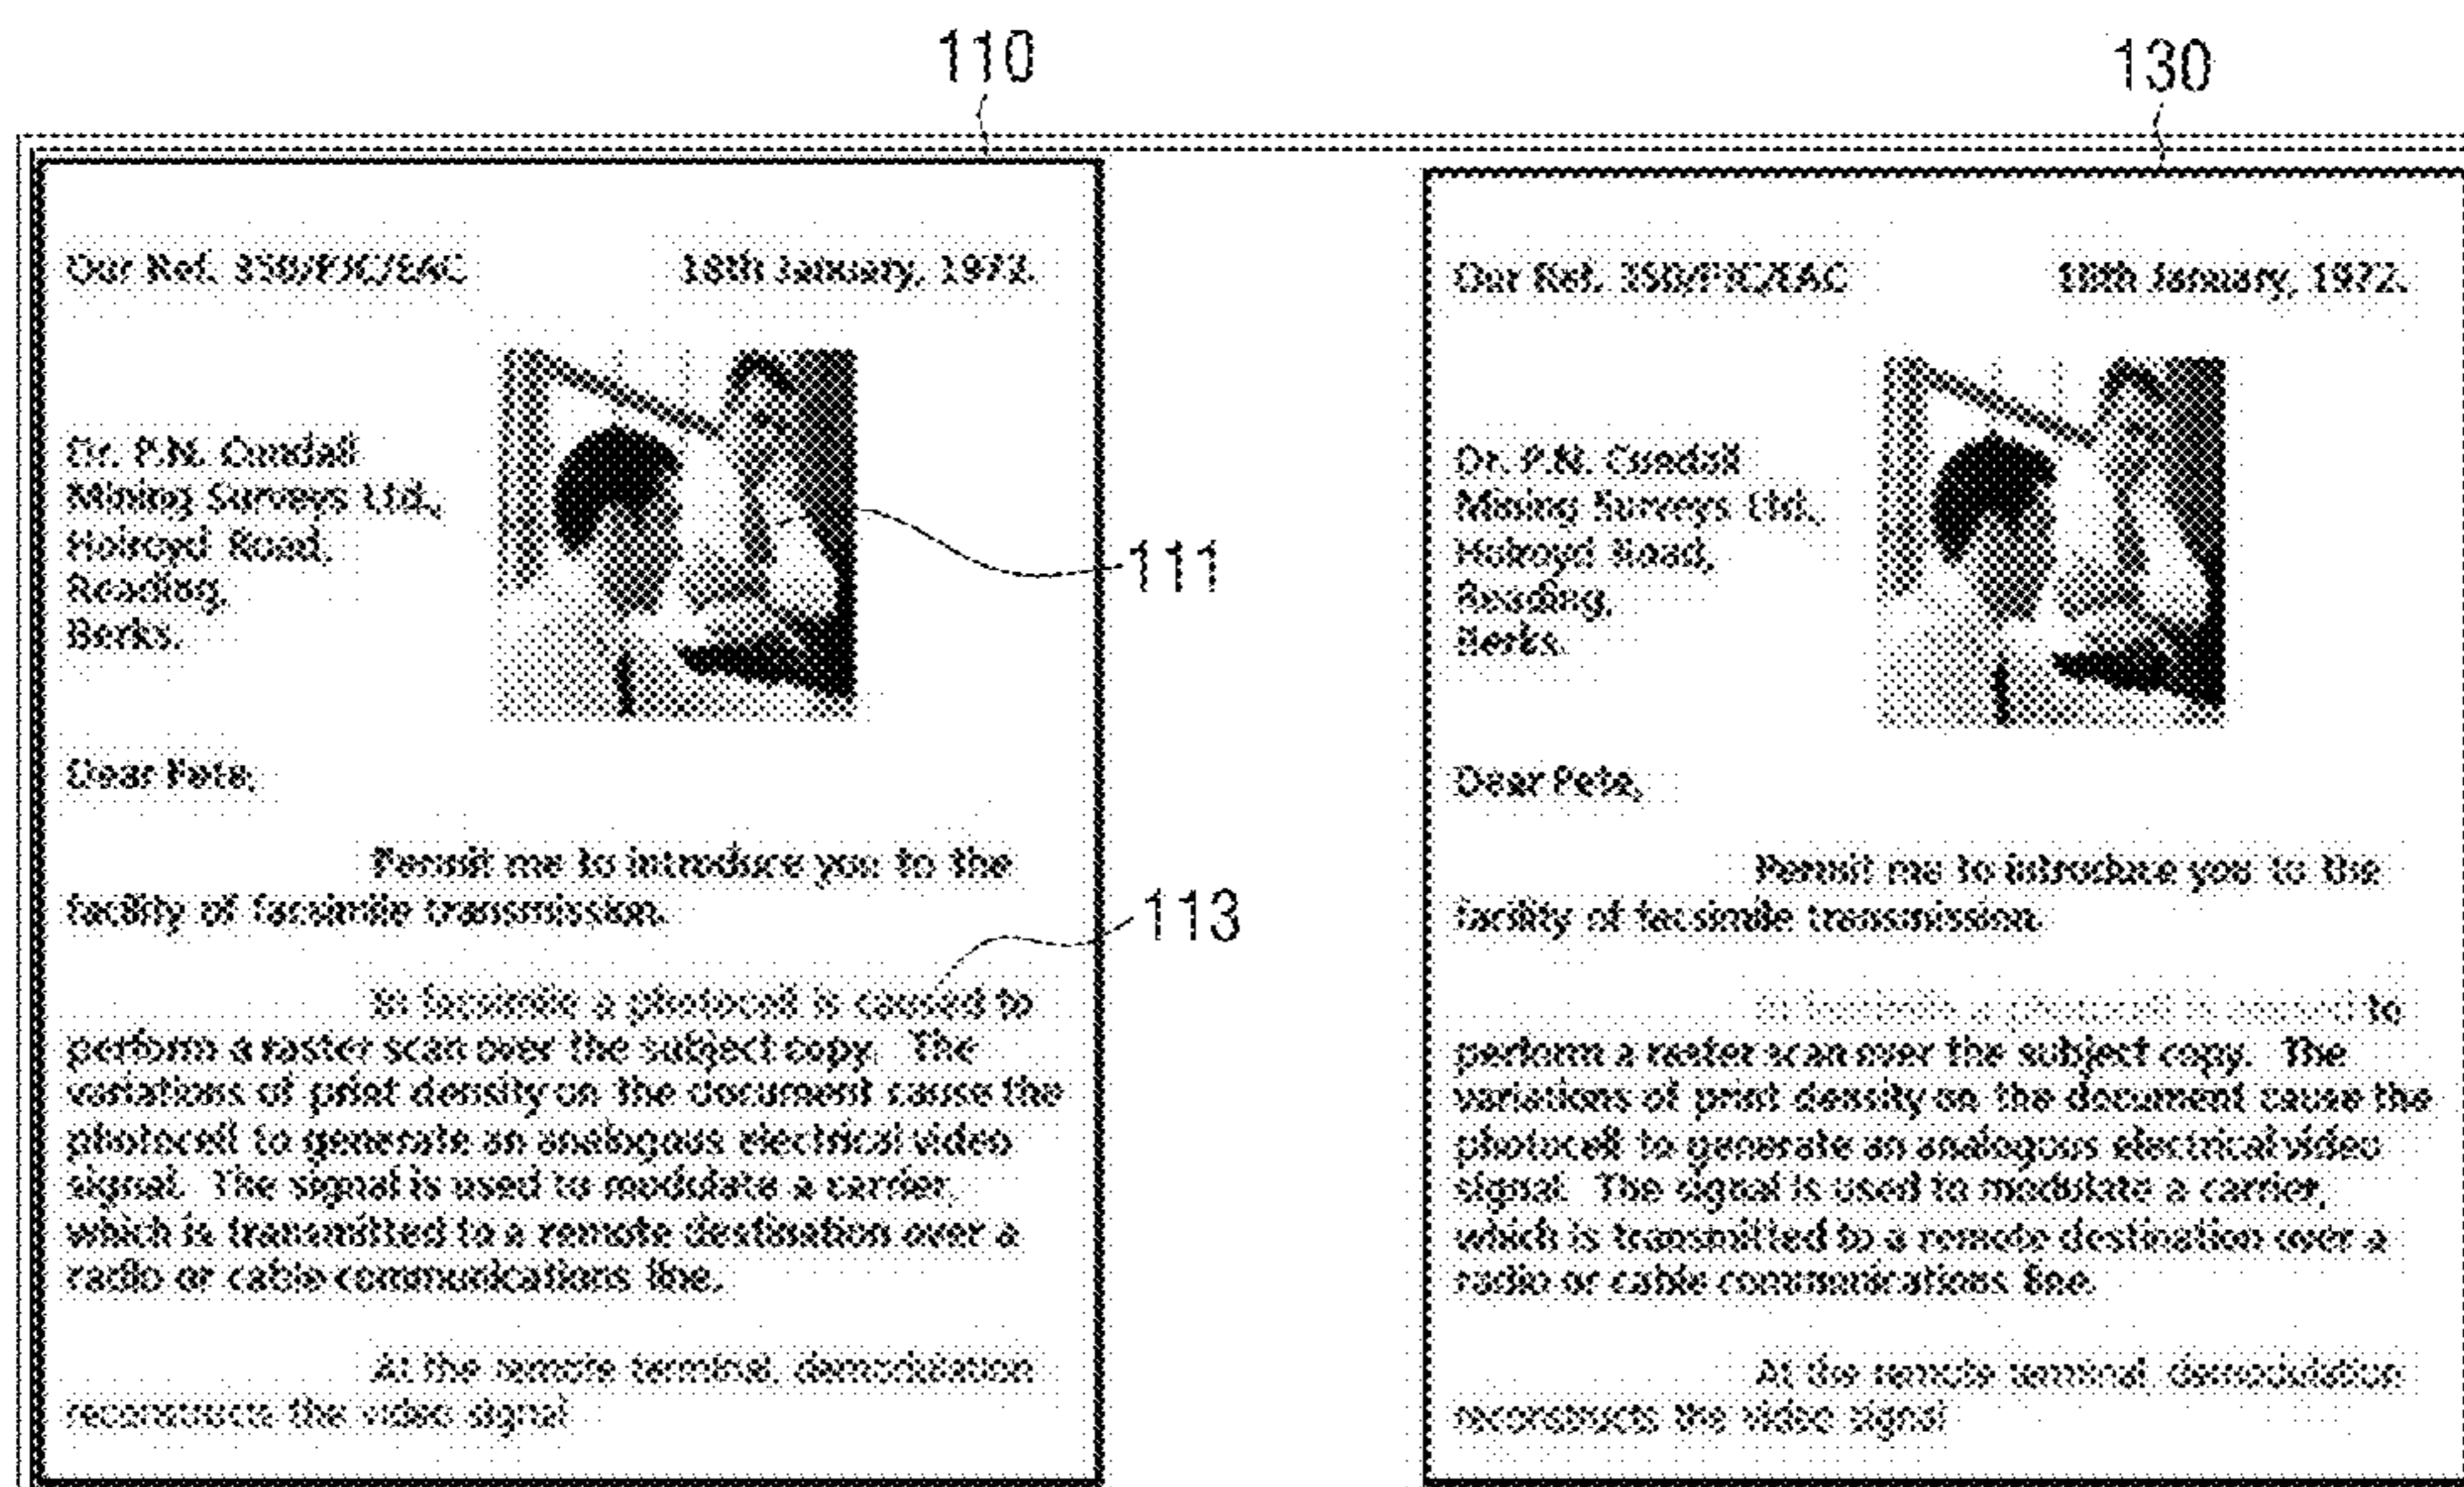 110
Our Ref. 350/PJC/EAC 18th January, 1972.
Dr. P.N. Cundall
Mining Surveys Ltd.,
Holroyd Road,
Reading,
Berks.
111
Dear Pete,
Permit me to introduce you to the
facility of facsimile transmission.
113
In facsimile a photocell is caused to
perform a raster scan over the subject copy. The
variations of print density on the document cause the
photocell to generate an analogous electrical video
signal. The signal is used to modulate a carrier,
which is transmitted to a remote destination over a
radio or cable communications line.
At the remote terminal, demodulation
reconstructs the video signal
130
Our Ref. 350/PJC/EAC 18th January, 1972.
Dr. P.N. Cundall
Mining Surveys Ltd.,
Holroyd Road,
Reading,
Berks.
Dear Pete,
Permit me to introduce you to the
facility of facsimile transmission.
In facsimile a photocell is caused to
perform a raster scan over the subject copy. The
variations of print density on the document cause the
photocell to generate an analogous electrical video
signal. The signal is used to modulate a carrier,
which is transmitted to a remote destination over a
radio or cable communications line.
At the remote terminal, demodulation
reconstructs the video signal